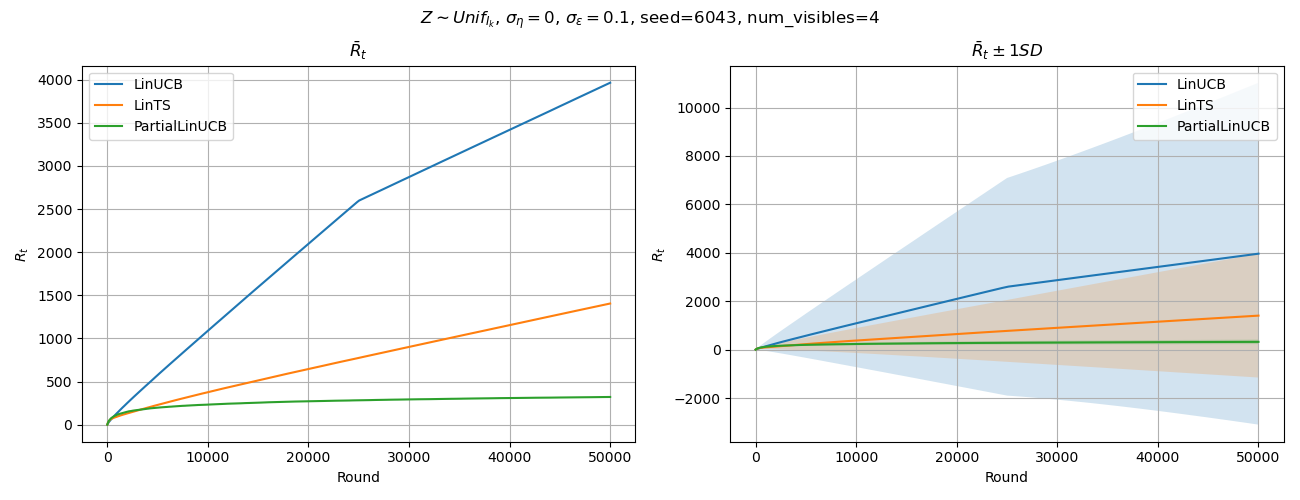 Z ∼ Unif_{I_k}, σ_η = 0, σ_ε = 0.1, seed=6043, num_visibles=4
R̄_t
4000
3500
3000
2500
2000
1500
1000
500
0
R_t
LinUCB
LinTS
PartialLinUCB
0 10000 20000 30000 40000 50000
Round
R̄_t ± 1SD
10000
8000
6000
4000
2000
0
−2000
R_t
LinUCB
LinTS
PartialLinUCB
0 10000 20000 30000 40000 50000
Round